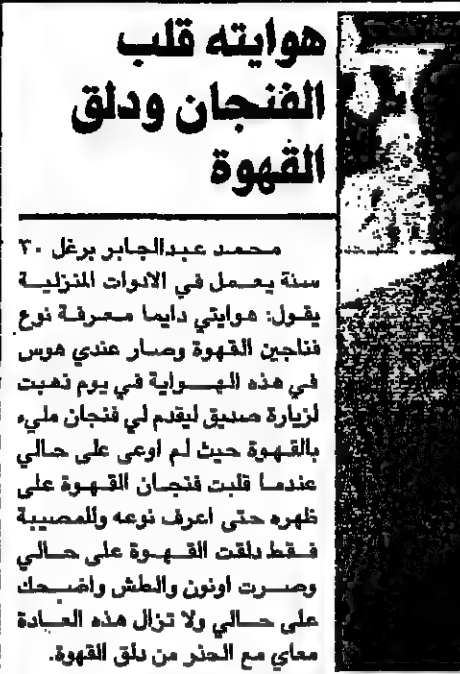 هوايته قلب
الفنجان ودلق
القهوة
محمد عبدالجابر برغل ٣٠
سنة يعمل في الادوات المنزلية
يقول: هوايتي دايما معرفة نوع
فناجين القهوة وصار عندي هوس
في هذه الهواية في يوم ذهبت
لزيارة صديق ليقدم لي فنجان مليء
بالقهوة حيث لم اوعى على حالي
عندما قلبت فنجان القهوة على
ظهره حتى اعرف نوعه وللمصيبة
فقط دلقت القهوة على حالي
وصرت اونون والطش واضحك
على حالي ولا تزال هذه العادة
معاي مع الحذر من دلق القهوة.